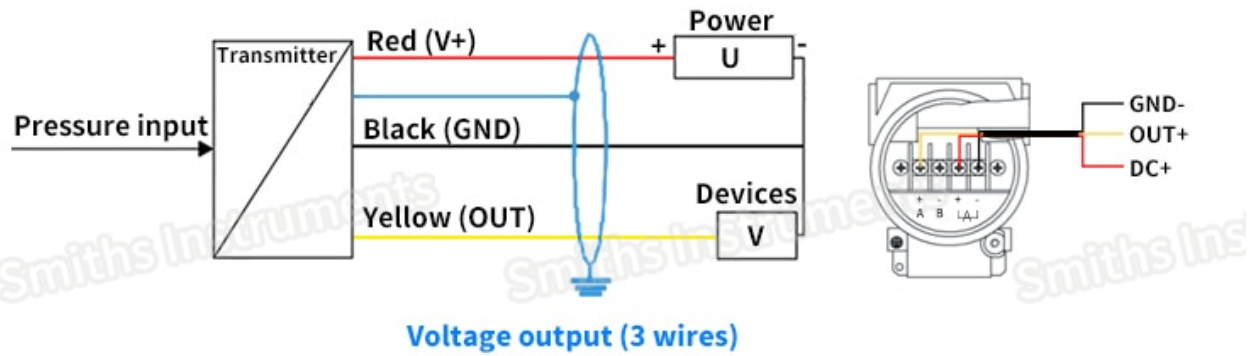 Power
Red (V+)
+
-
U
Transmitter
Pressure input
Black (GND)
Devices
Yellow (OUT)
V
GND-
OUT+
DC+
+ - + -
A B A
Smiths Instruments
Smiths Instruments
Smiths Ins
Voltage output (3 wires)